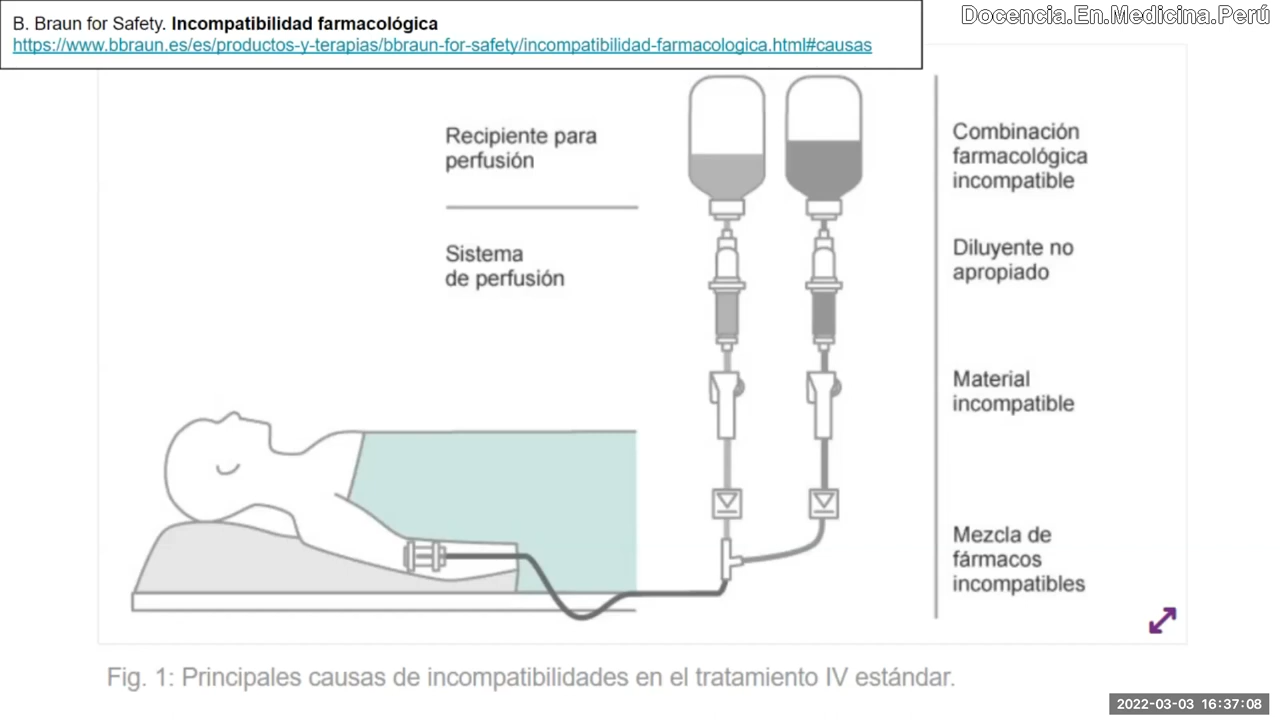 B. Braun for Safety. Incompatibilidad farmacológica
https://www.bbraun.es/es/productos-y-terapias/bbraun-for-safety/incompatibilidad-farmacologica.html#causas
Docencia.En.Medicina.Perú
Recipiente para
perfusión
Sistema
de perfusión
Combinación
farmacológica
incompatible
Diluyente no
apropiado
Material
incompatible
Mezcla de
fármacos
incompatibles
Fig. 1: Principales causas de incompatibilidades en el tratamiento IV estándar.
2022-03-03 16:37:08